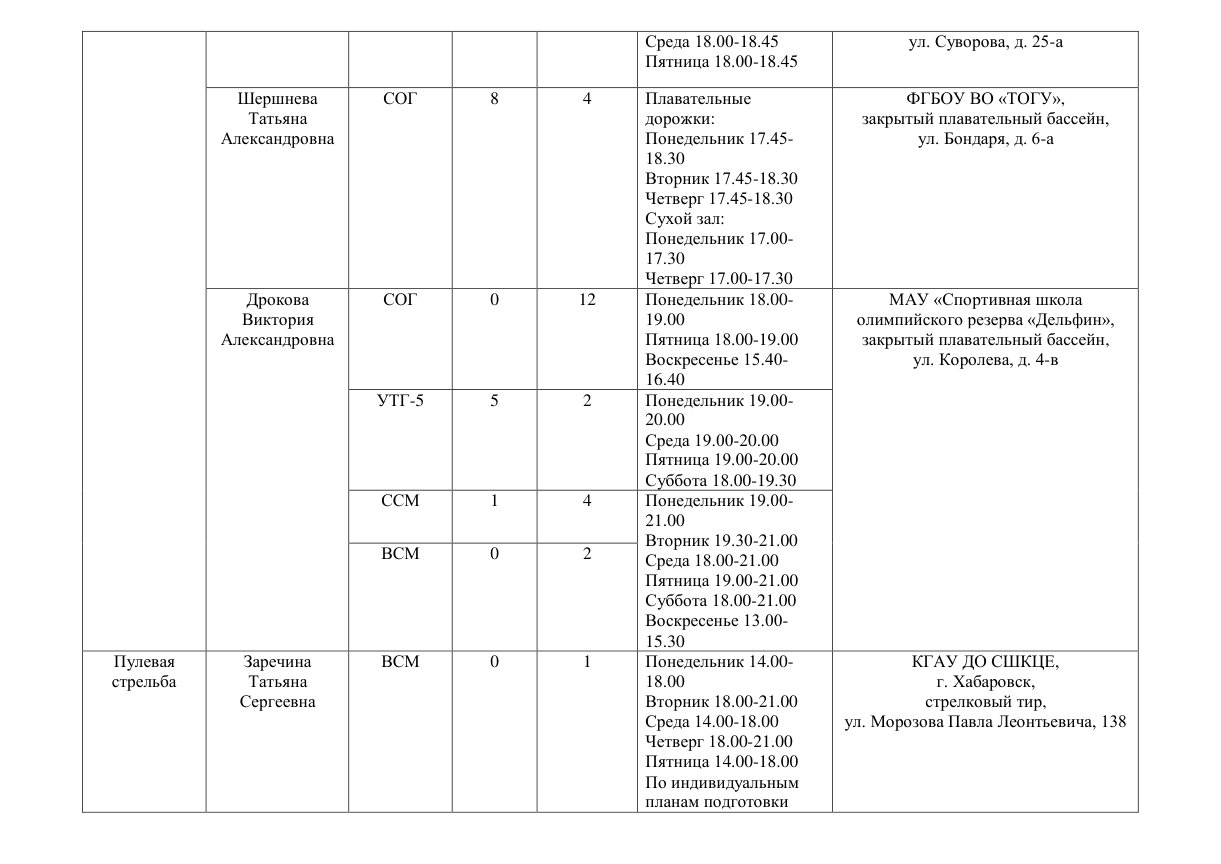 Среда 18.00-18.45
Пятница 18.00-18.45
ул. Суворова, д. 25-а
Шершнева
Татьяна
Александровна
СОГ
8
4
Плавательные
дорожки:
Понедельник 17.45-
18.30
Вторник 17.45-18.30
Четверг 17.45-18.30
Сухой зал:
Понедельник 17.00-
17.30
Четверг 17.00-17.30
ФГБОУ ВО «ТОГУ»,
закрытый плавательный бассейн,
ул. Бондаря, д. 6-а
Дрокова
Виктория
Александровна
СОГ
0
12
Понедельник 18.00-
19.00
Пятница 18.00-19.00
Воскресенье 15.40-
16.40
МАУ «Спортивная школа
олимпийского резерва «Дельфин»,
закрытый плавательный бассейн,
ул. Королева, д. 4-в
УТГ-5
5
2
Понедельник 19.00-
20.00
Среда 19.00-20.00
Пятница 19.00-20.00
Суббота 18.00-19.30
ССМ
1
4
Понедельник 19.00-
21.00
Вторник 19.30-21.00
Среда 18.00-21.00
Пятница 19.00-21.00
Суббота 18.00-21.00
Воскресенье 13.00-
15.30
ВСМ
0
2
Пулевая
стрельба
Заречина
Татьяна
Сергеевна
ВСМ
0
1
Понедельник 14.00-
18.00
Вторник 18.00-21.00
Среда 14.00-18.00
Четверг 18.00-21.00
Пятница 14.00-18.00
По индивидуальным
планам подготовки
КГАУ ДО СШКЦЕ,
г. Хабаровск,
стрелковый тир,
ул. Морозова Павла Леонтьевича, 138